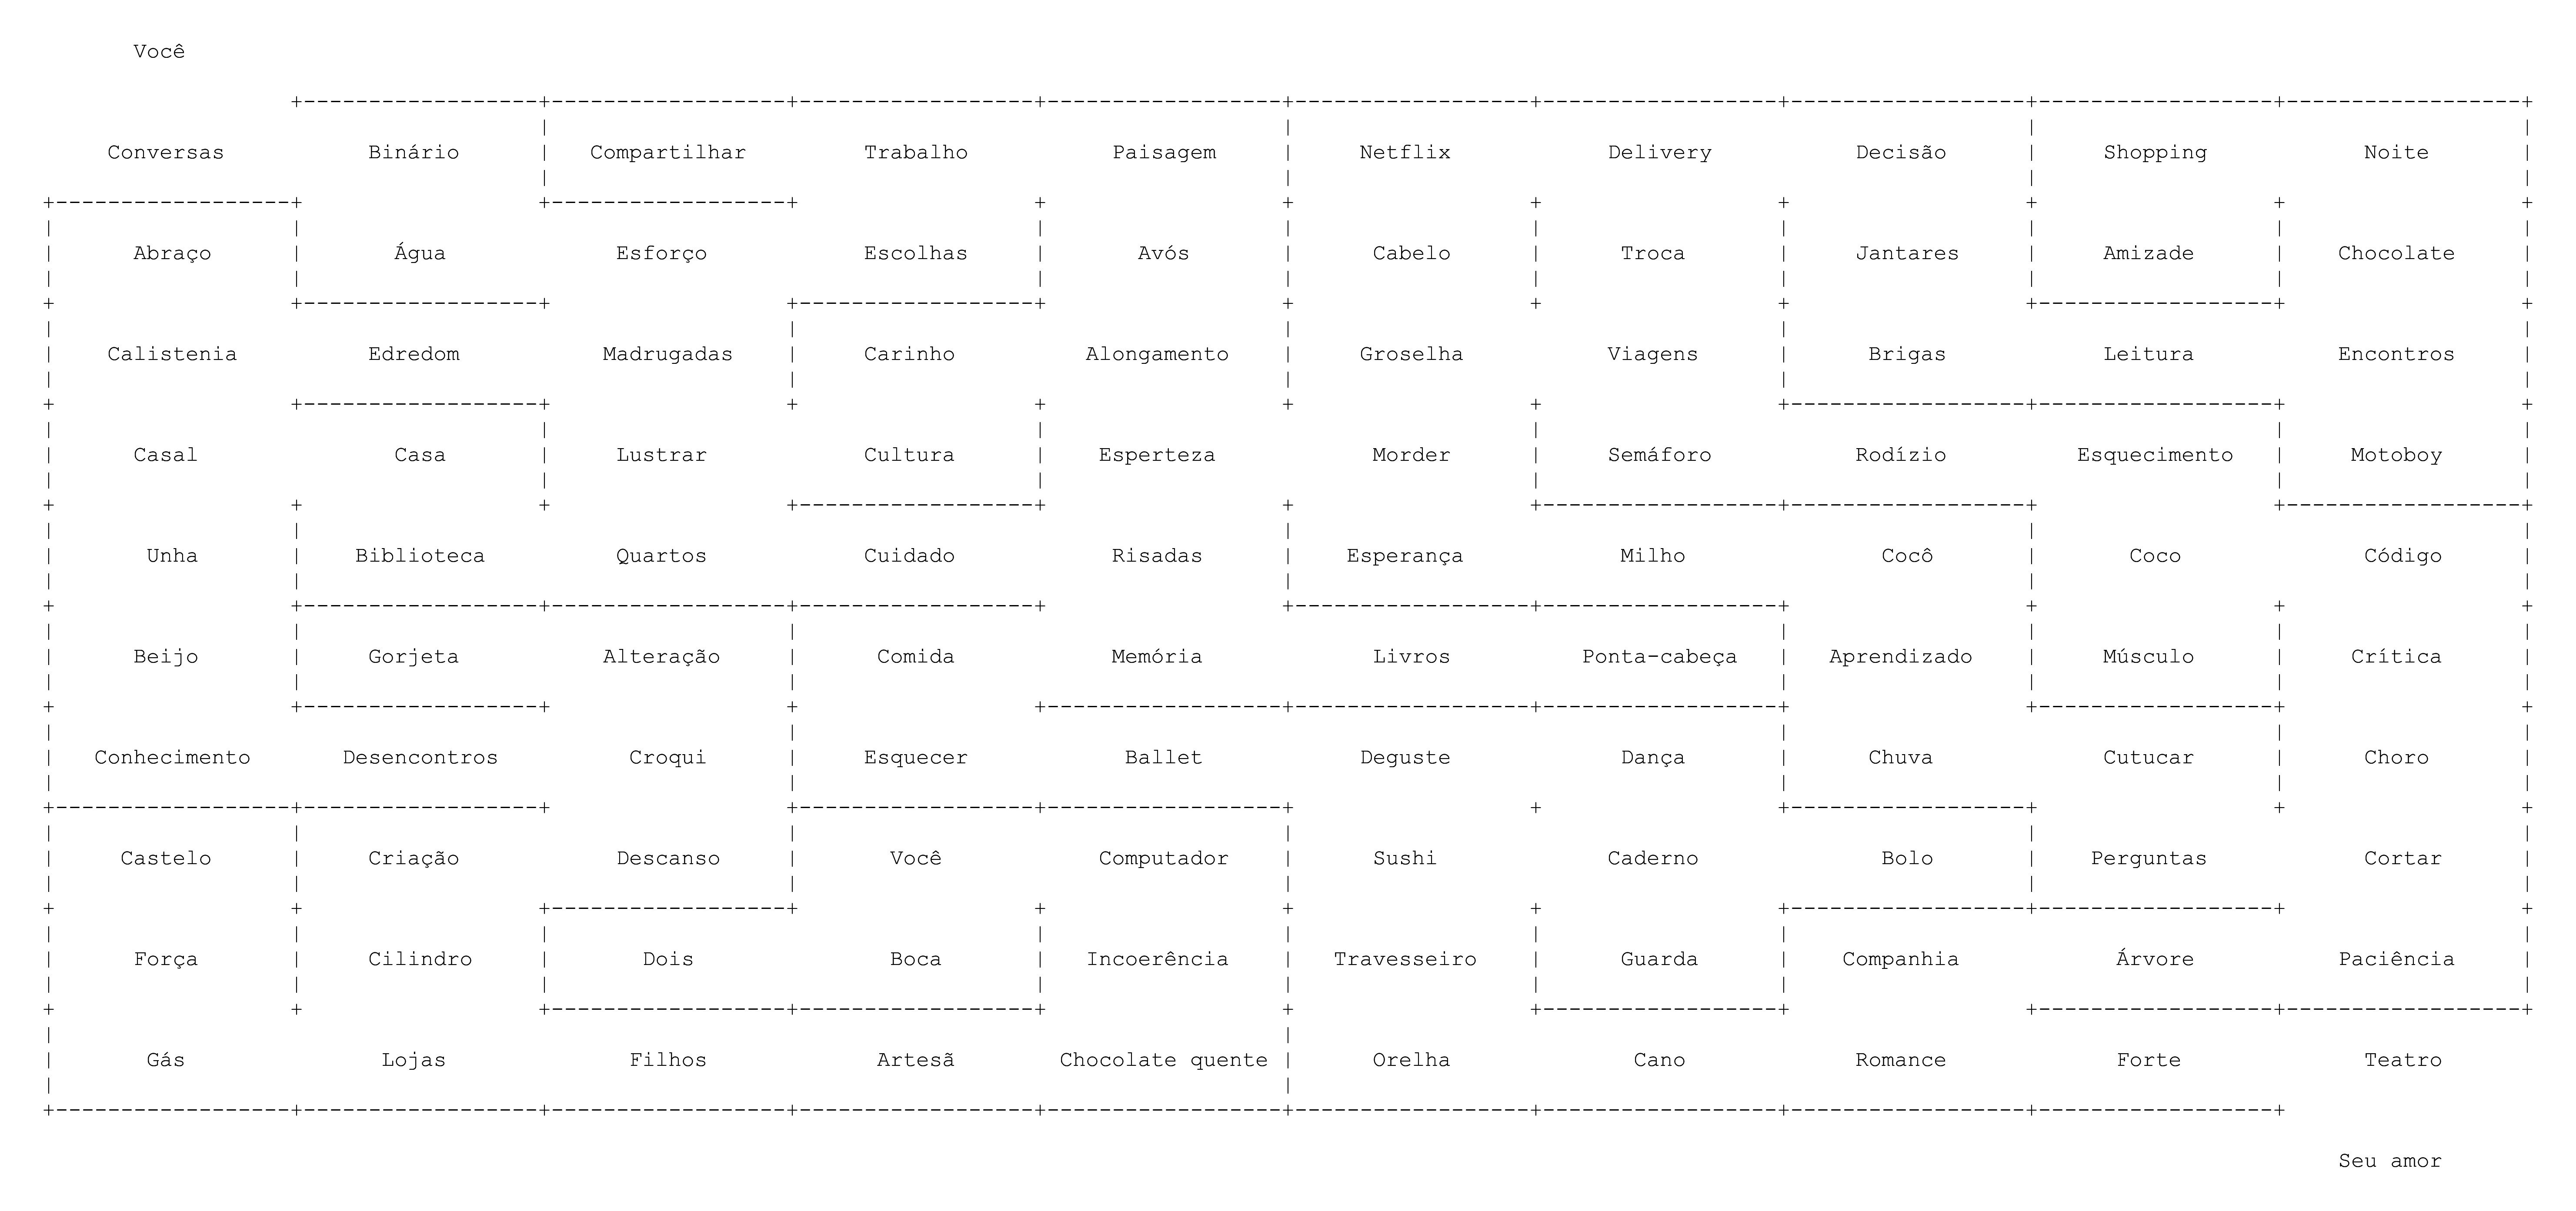 Você
Conversas Binário Compartilhar Trabalho Paisagem Netflix Delivery Decisão Shopping Noite
Abraço Água Esforço Escolhas Avós Cabelo Troca Jantares Amizade Chocolate
Calistenia Edredom Madrugadas Carinho Alongamento Groselha Viagens Brigas Leitura Encontros
Casal Casa Lustrar Cultura Esperteza Morder Semáforo Rodízio Esquecimento Motoboy
Unha Biblioteca Quartos Cuidado Risadas Esperança Milho Cocô Coco Código
Beijo Gorjeta Alteração Comida Memória Livros Ponta-cabeça Aprendizado Músculo Crítica
Conhecimento Desencontros Croqui Esquecer Ballet Deguste Dança Chuva Cutucar Choro
Castelo Criação Descanso Você Computador Sushi Caderno Bolo Perguntas Cortar
Força Cilindro Dois Boca Incoerência Travesseiro Guarda Companhia Árvore Paciência
Gás Lojas Filhos Artesã Chocolate quente Orelha Cano Romance Forte Teatro
Seu amor